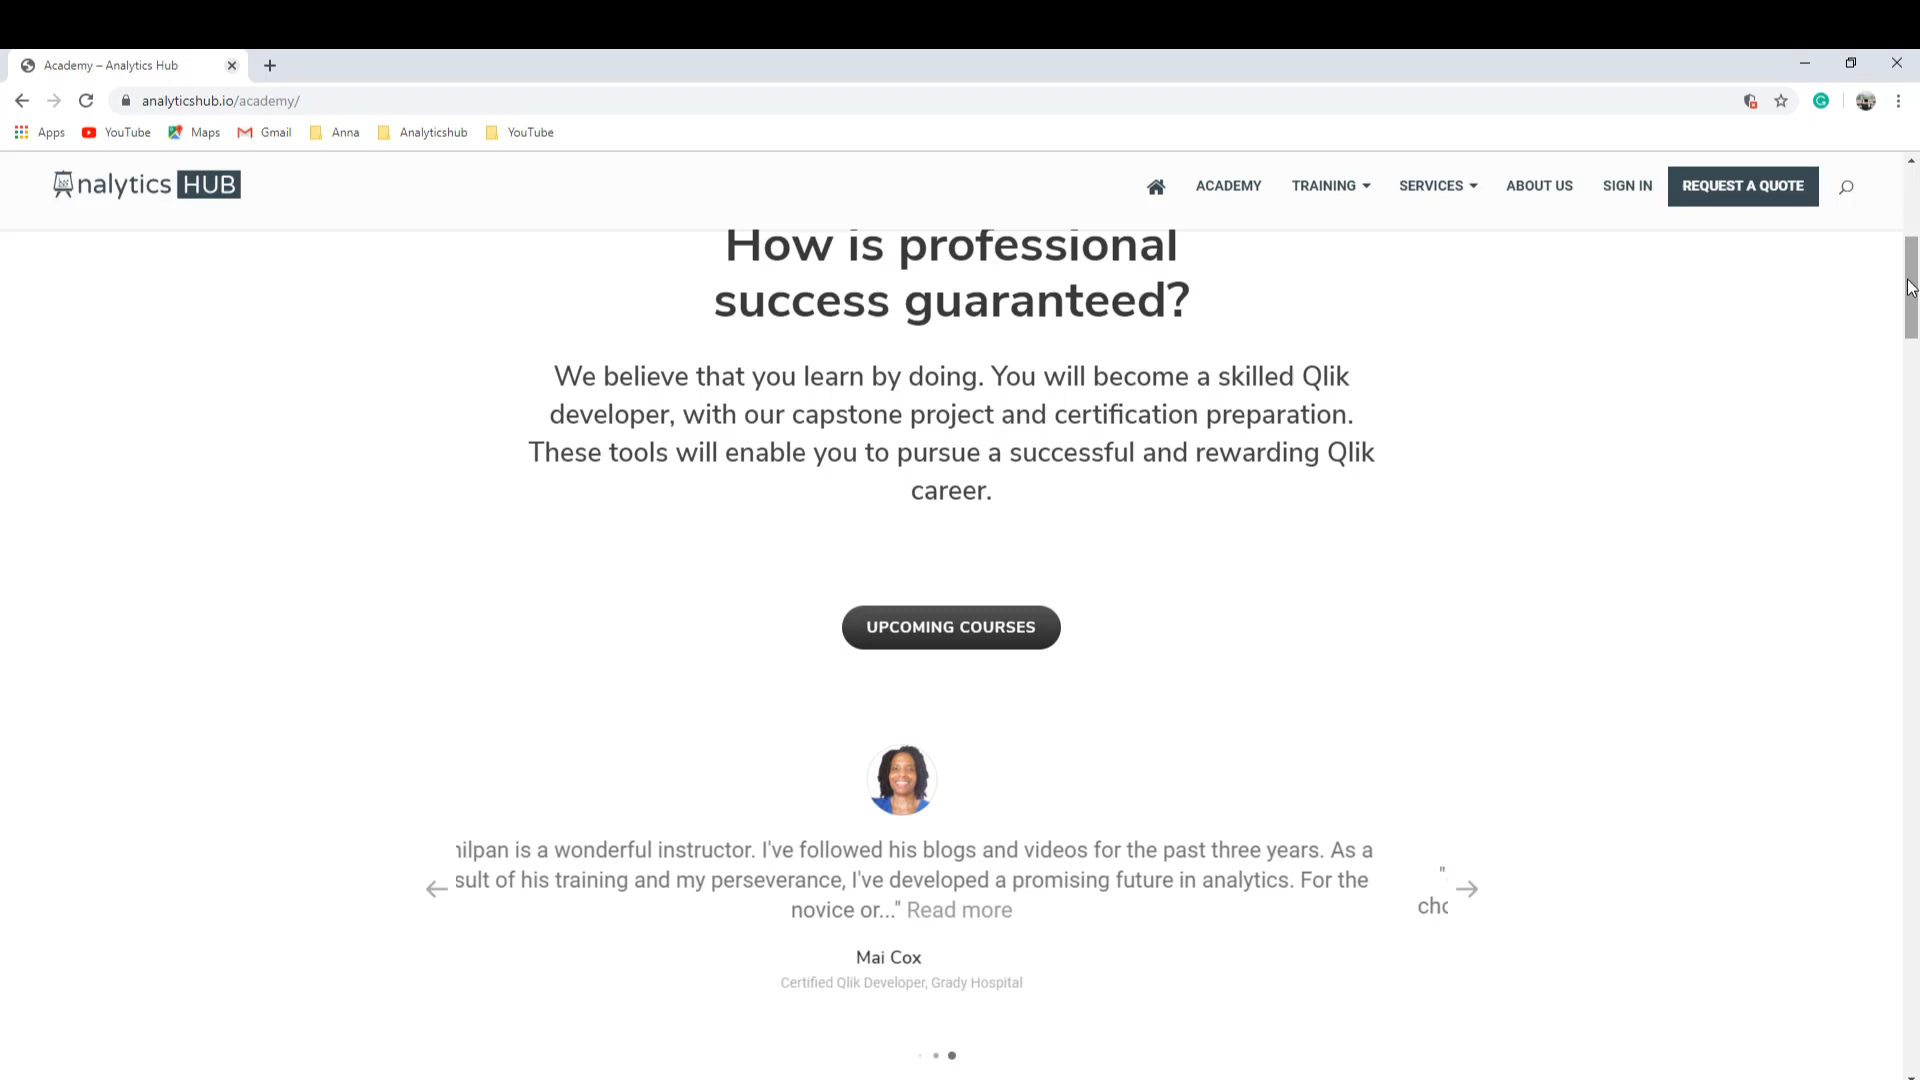 Academy – Analytics Hub
analyticshub.io/academy/
Apps YouTube Maps Gmail Anna Analyticshub YouTube
nalytics HUB
ACADEMY TRAINING SERVICES ABOUT US SIGN IN REQUEST A QUOTE
How is professional
success guaranteed?
We believe that you learn by doing. You will become a skilled Qlik
developer, with our capstone project and certification preparation.
These tools will enable you to pursue a successful and rewarding Qlik
career.
UPCOMING COURSES
hilpan is a wonderful instructor. I've followed his blogs and videos for the past three years. As a
sult of his training and my perseverance, I've developed a promising future in analytics. For the
novice or..." Read more
"
cho
Mai Cox
Certified Qlik Developer, Grady Hospital